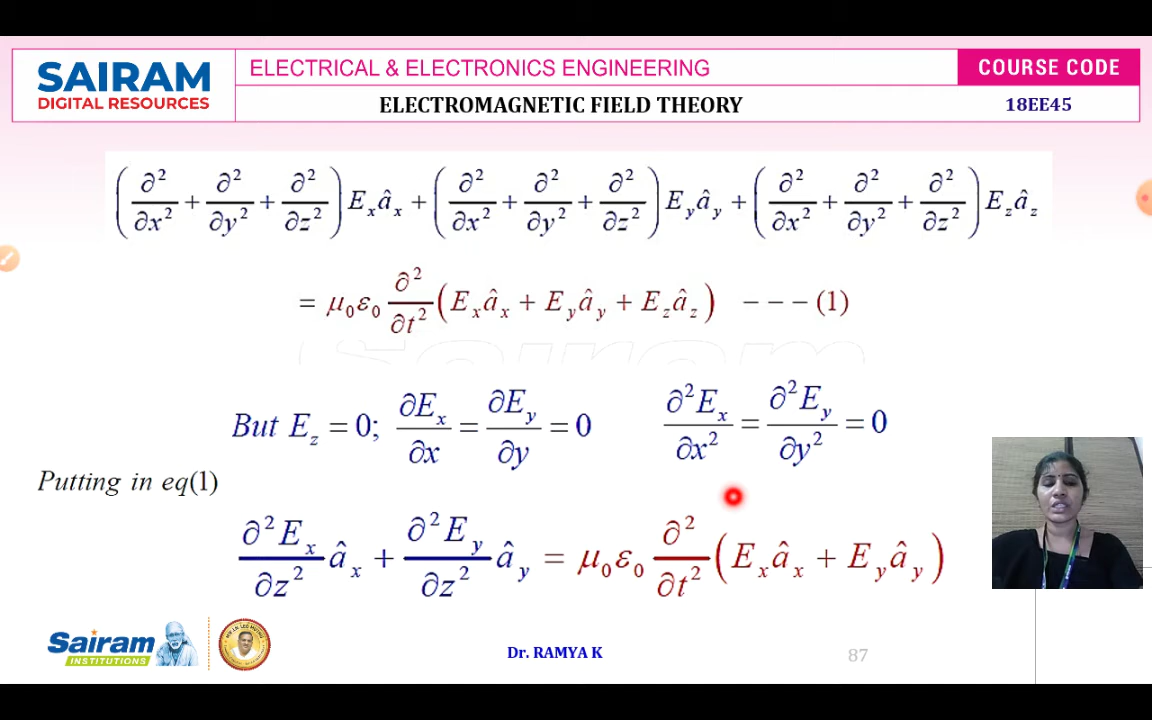 SAIRAM
DIGITAL RESOURCES
ELECTRICAL & ELECTRONICS ENGINEERING
COURSE CODE
ELECTROMAGNETIC FIELD THEORY
18EE45
(∂²/∂x² + ∂²/∂y² + ∂²/∂z²) E_x â_x + (∂²/∂x² + ∂²/∂y² + ∂²/∂z²) E_y â_y + (∂²/∂x² + ∂²/∂y² + ∂²/∂z²) E_z â_z
= μ₀ε₀ ∂²/∂t² (E_x â_x + E_y â_y + E_z â_z) - - - (1)
Sairam
But E_z = 0; ∂E_x/∂x = ∂E_y/∂y = 0 ∂²E_x/∂x² = ∂²E_y/∂y² = 0
Putting in eq(1)
∂²E_x/∂z² â_x + ∂²E_y/∂z² â_y = μ₀ε₀ ∂²/∂t² (E_x â_x + E_y â_y)
Sairam
INSTITUTIONS
Dr. RAMYA K
87